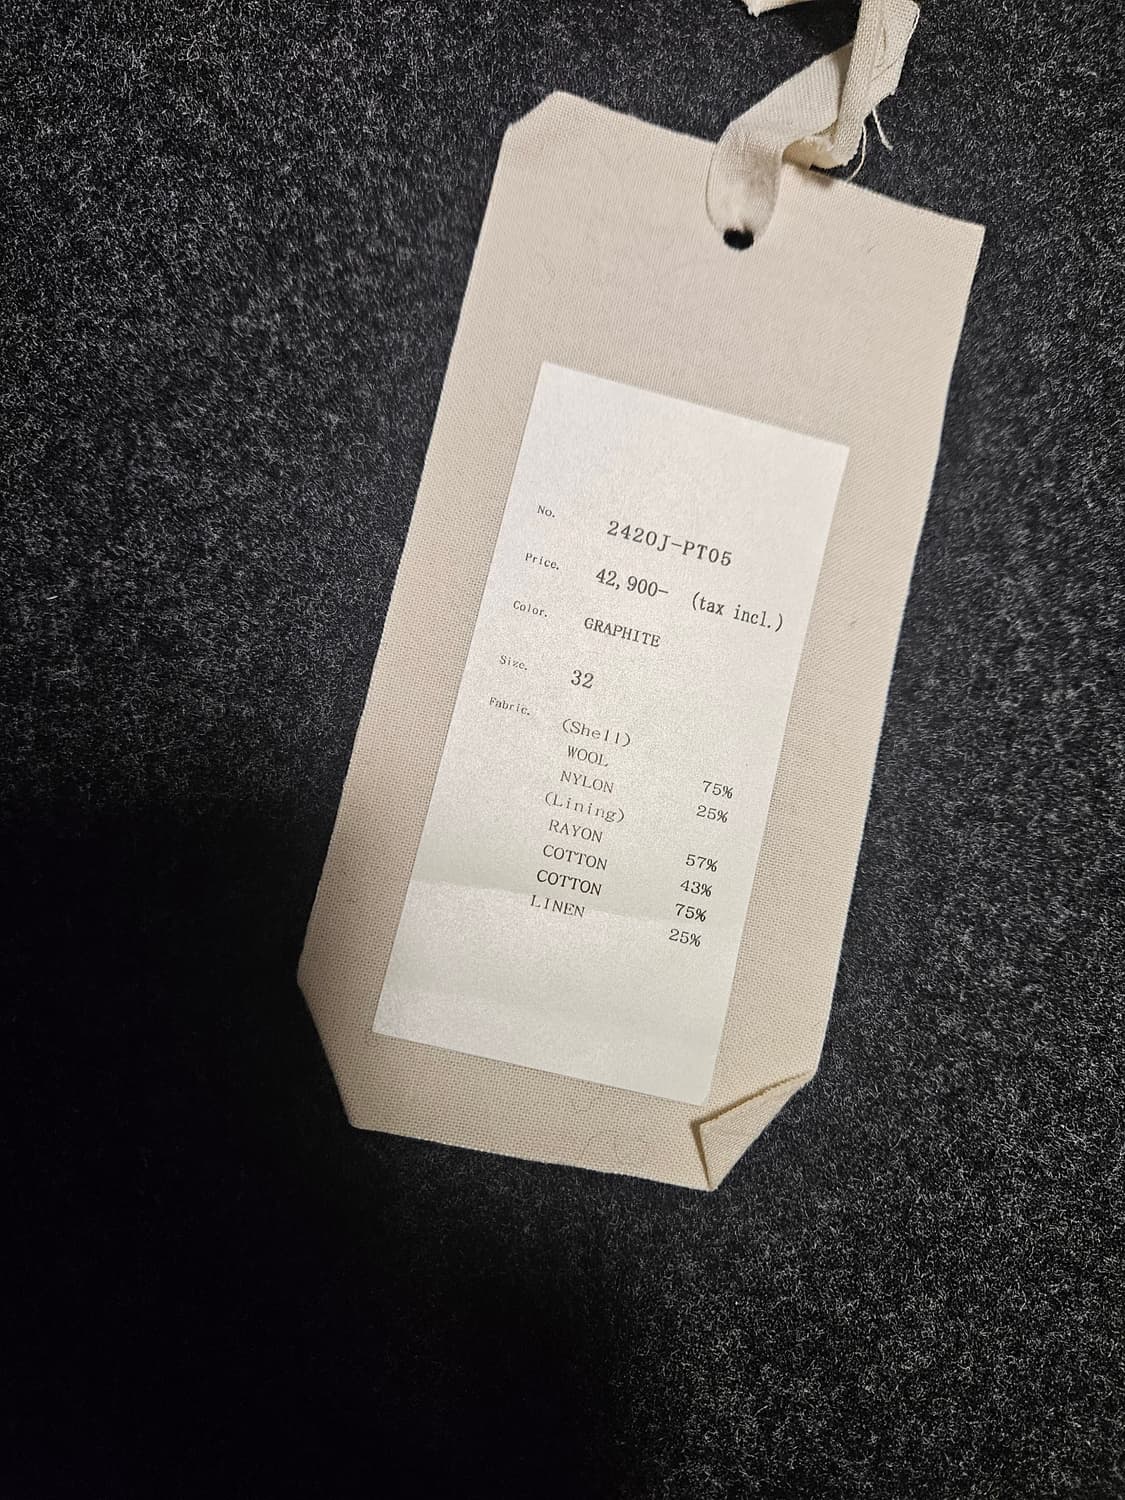 No. 2420J-PT05
Price. 42,900- (tax incl.)
Color. GRAPHITE
Size. 32
Fabric. (Shell)
WOOL 75%
NYLON 25%
(Lining)
RAYON 57%
COTTON 43%
COTTON 75%
LINEN 25%